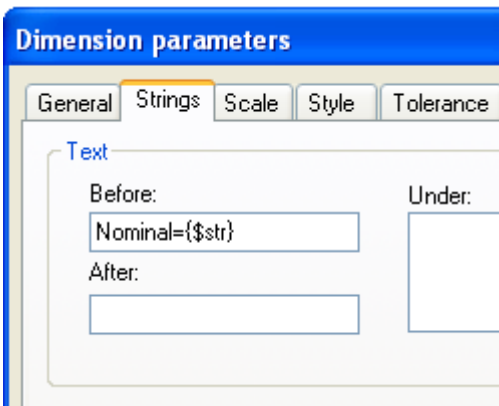 Dimension parameters
General Strings Scale Style Tolerance
Text
Before: Under:
Nominal={$str}
After: